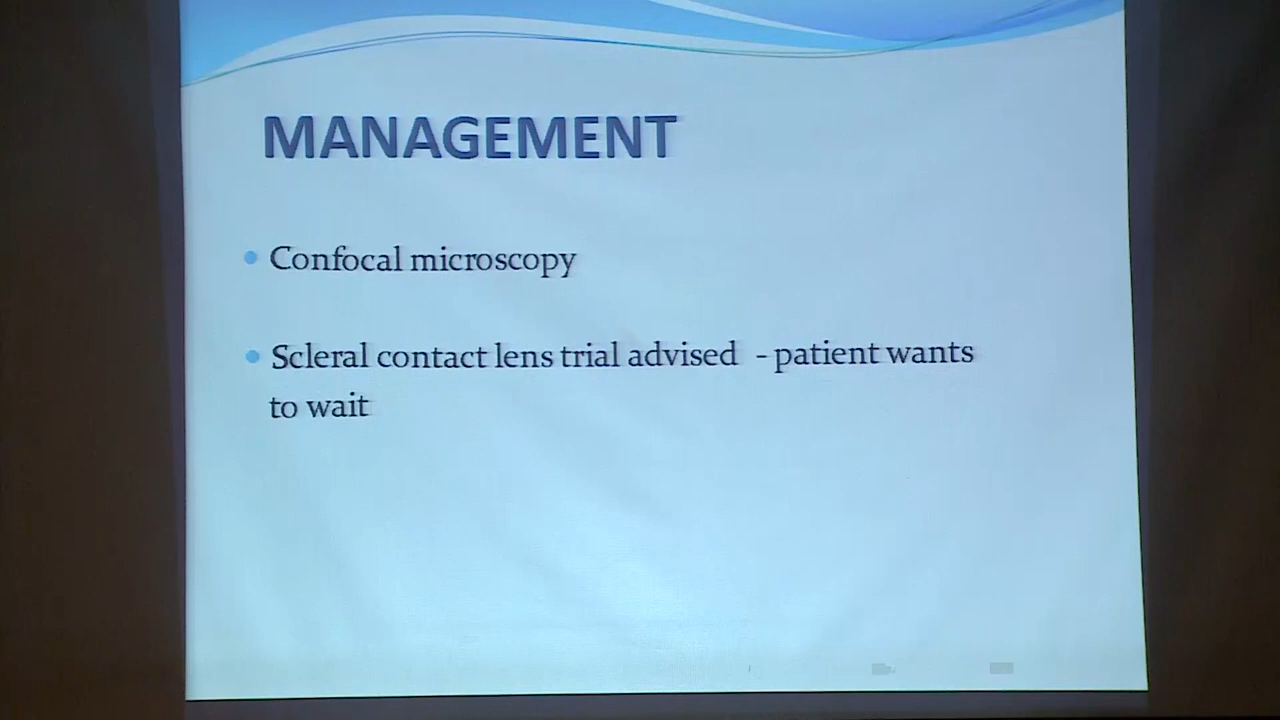 MANAGEMENT
• Confocal microscopy
• Scleral contact lens trial advised - patient wants
to wait